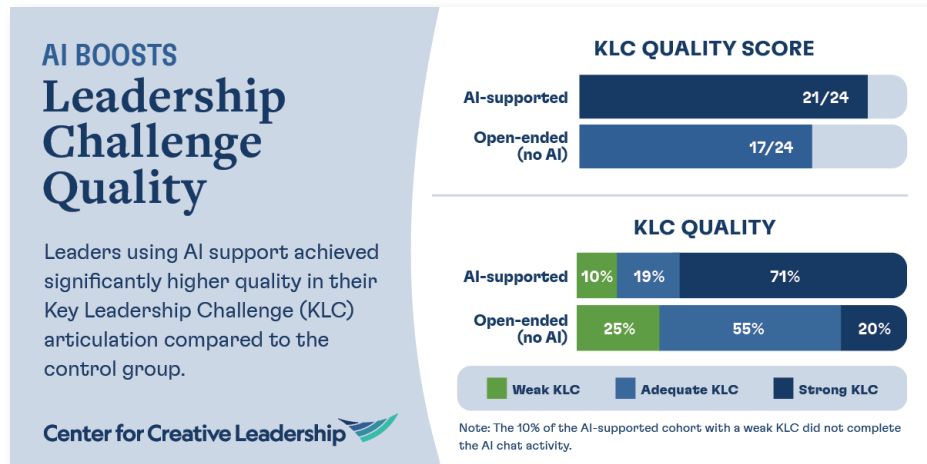 AI BOOSTS
Leadership
Challenge
Quality
Leaders using AI support achieved
significantly higher quality in their
Key Leadership Challenge (KLC)
articulation compared to the
control group.
Center for Creative Leadership
KLC QUALITY SCORE
AI-supported 21/24
Open-ended
(no AI) 17/24
KLC QUALITY
AI-supported 10% 19% 71%
Open-ended
(no AI) 25% 55% 20%
Weak KLC Adequate KLC Strong KLC
Note: The 10% of the AI-supported cohort with a weak KLC did not complete
the AI chat activity.